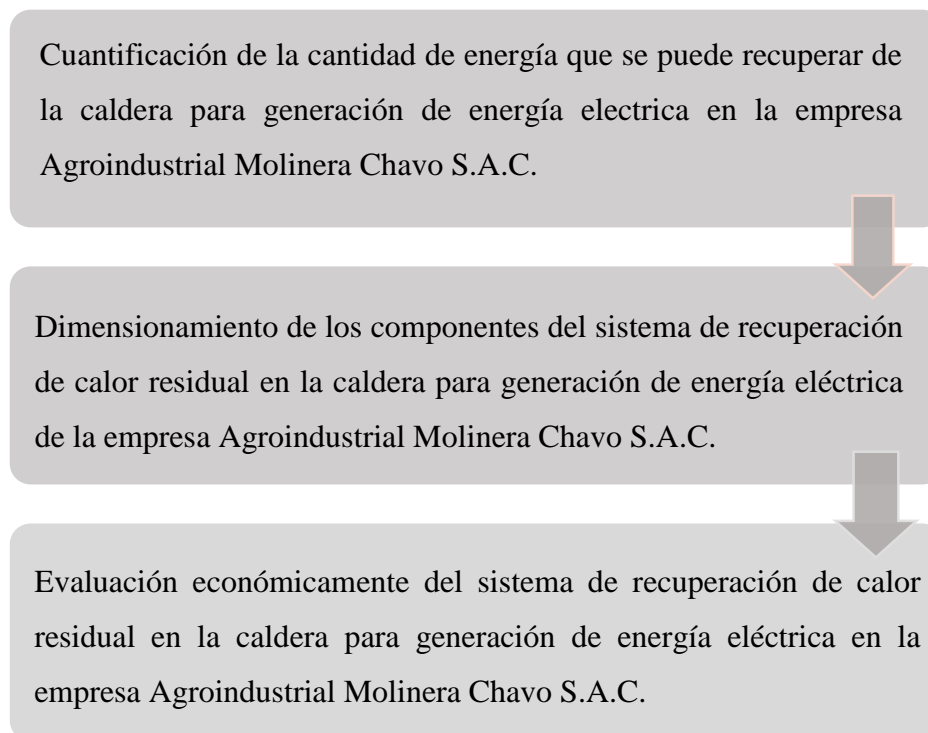 Cuantificación de la cantidad de energía que se puede recuperar de
la caldera para generación de energía electrica en la empresa
Agroindustrial Molinera Chavo S.A.C.
Dimensionamiento de los componentes del sistema de recuperación
de calor residual en la caldera para generación de energía eléctrica
de la empresa Agroindustrial Molinera Chavo S.A.C.
Evaluación económicamente del sistema de recuperación de calor
residual en la caldera para generación de energía eléctrica en la
empresa Agroindustrial Molinera Chavo S.A.C.